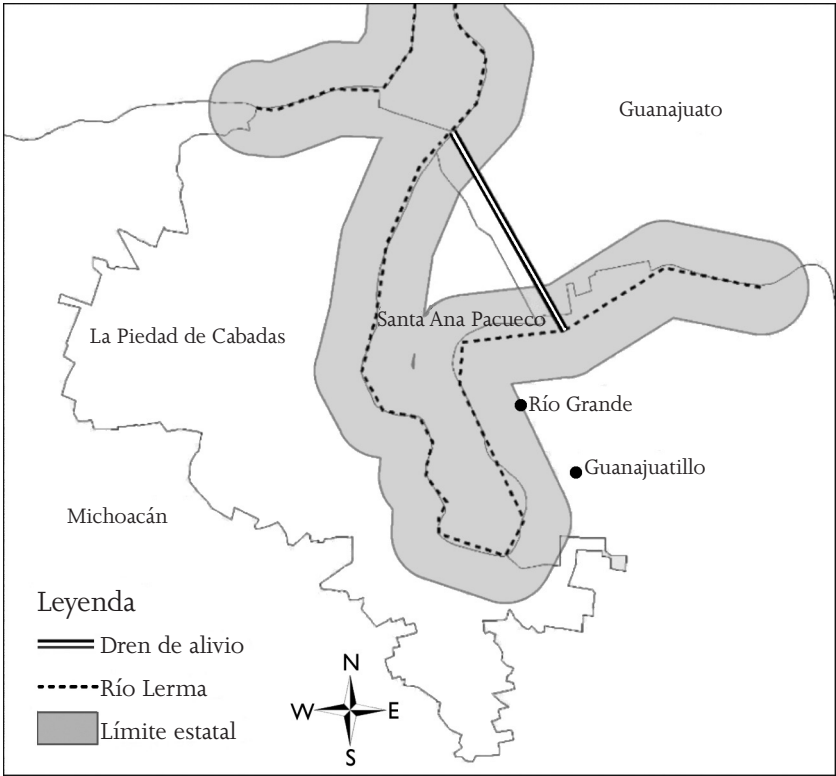 Guanajuato
Santa Ana Pacueco
La Piedad de Cabadas
Río Grande
Guanajuatillo
Michoacán
Leyenda
Dren de alivio
Río Lerma
Límite estatal
N
W E
S